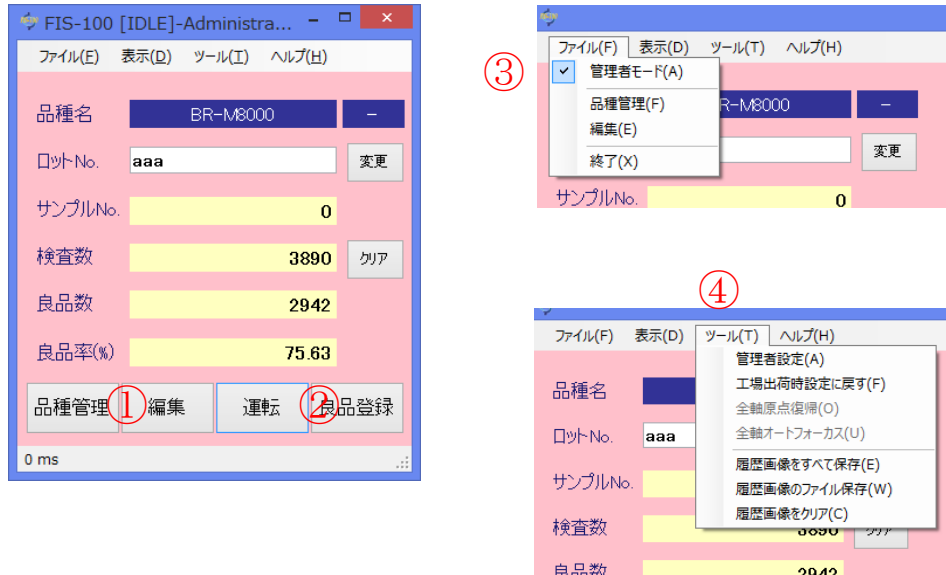 FIS-100 [IDLE]-Administra...
ファイル(F) 表示(D) ツール(T) ヘルプ(H)
品種名 BR-M8000 -
ロットNo. aaa 変更
サンプルNo. 0
検査数 3890 クリア
良品数 2942
良品率(%) 75.63
品種管理 ① 編集 運転 ② 良品登録
0 ms
③
ファイル(F) 表示(D) ツール(T) ヘルプ(H)
管理者モード(A)
品種管理(F) BR-M8000 -
編集(E)
変更
終了(X)
サンプルNo. 0
④
ファイル(F) 表示(D) ツール(T) ヘルプ(H)
管理者設定(A)
品種名 工場出荷時設定に戻す(F)
全軸原点復帰(O)
ロットNo. aaa 全軸オートフォーカス(U)
履歴画像をすべて保存(E)
サンプルNo. 履歴画像のファイル保存(W)
履歴画像をクリア(C)
検査数 3890 クリア
良品数 2942